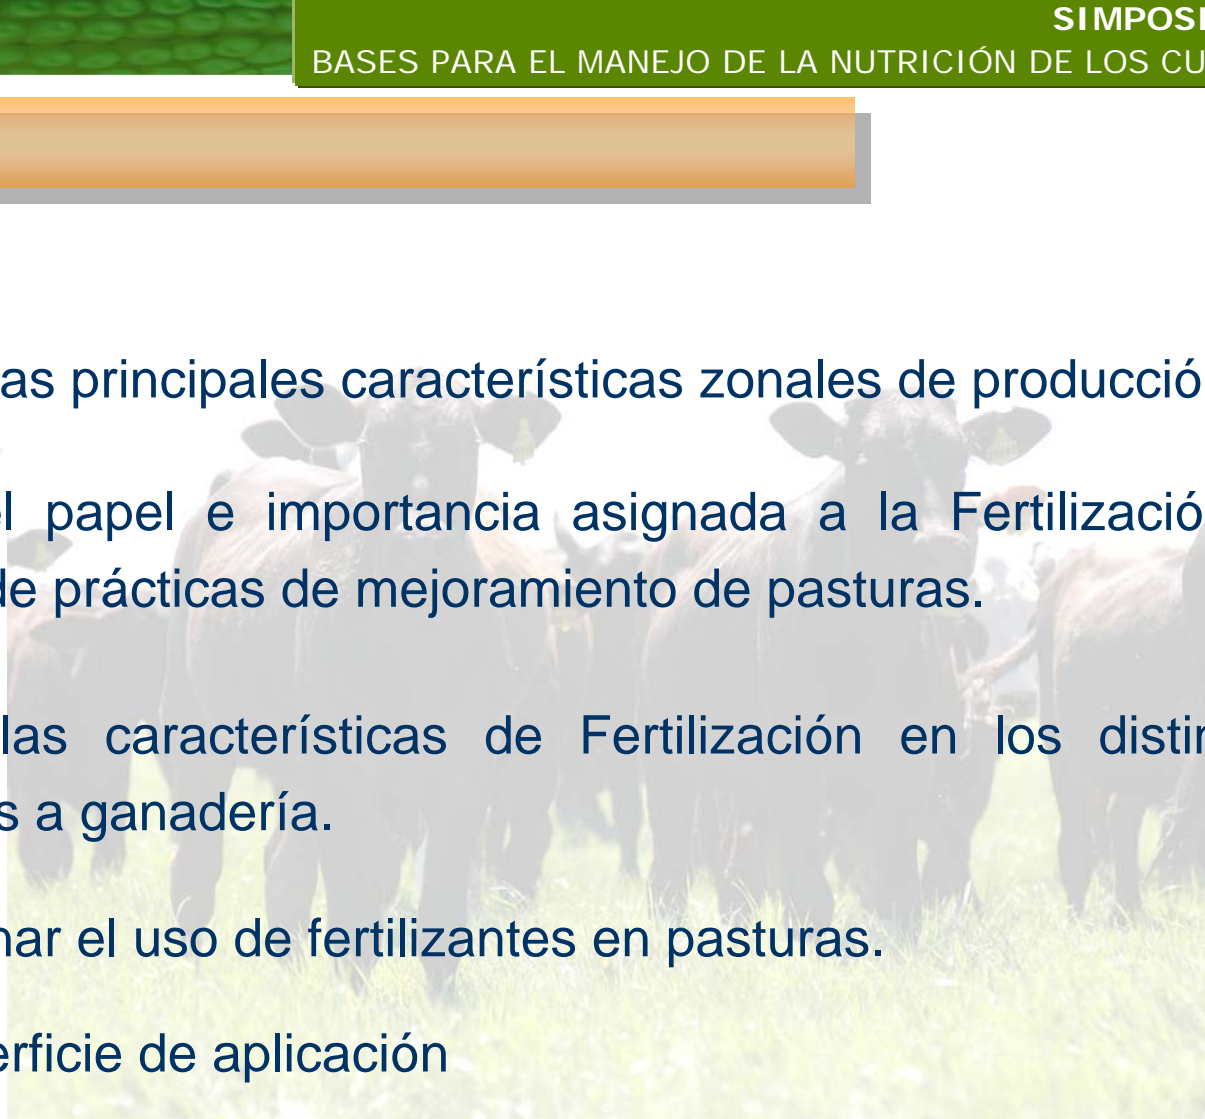 SIMPOSI
BASES PARA EL MANEJO DE LA NUTRICIÓN DE LOS CU
as principales características zonales de producció
el papel e importancia asignada a la Fertilizació
de prácticas de mejoramiento de pasturas.
las características de Fertilización en los distin
s a ganadería.
nar el uso de fertilizantes en pasturas.
erficie de aplicación